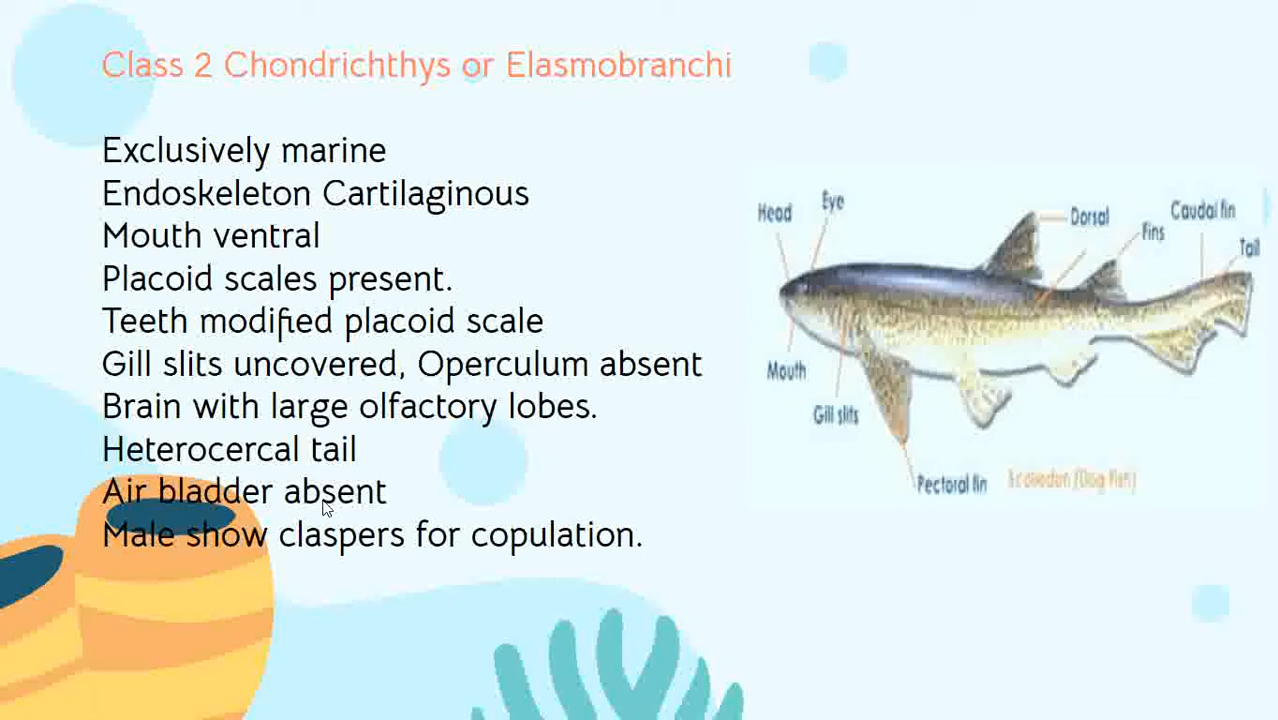 Class 2 Chondrichthys or Elasmobranchi
Exclusively marine
Endoskeleton Cartilaginous
Mouth ventral
Placoid scales present.
Teeth modified placoid scale
Gill slits uncovered, Operculum absent
Brain with large olfactory lobes.
Heterocercal tail
Air bladder absent
Male show claspers for copulation.
Head
Eye
Dorsal
Fins
Caudal fin
Tail
Mouth
Gill slits
Pectoral fin
(Dog Fish)